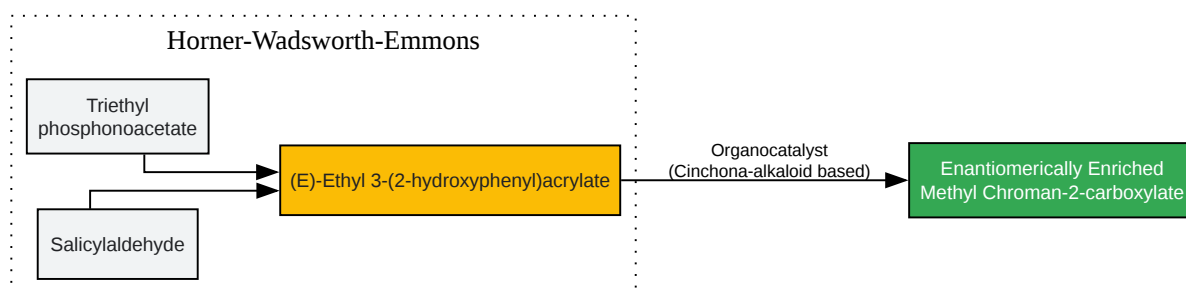 Horner-Wadsworth-Emmons
Triethyl
phosphonoacetate
Salicylaldehyde
(E)-Ethyl 3-(2-hydroxyphenyl)acrylate
Organocatalyst
(Cinchona-alkaloid based)
Enantiomerically Enriched
Methyl Chroman-2-carboxylate